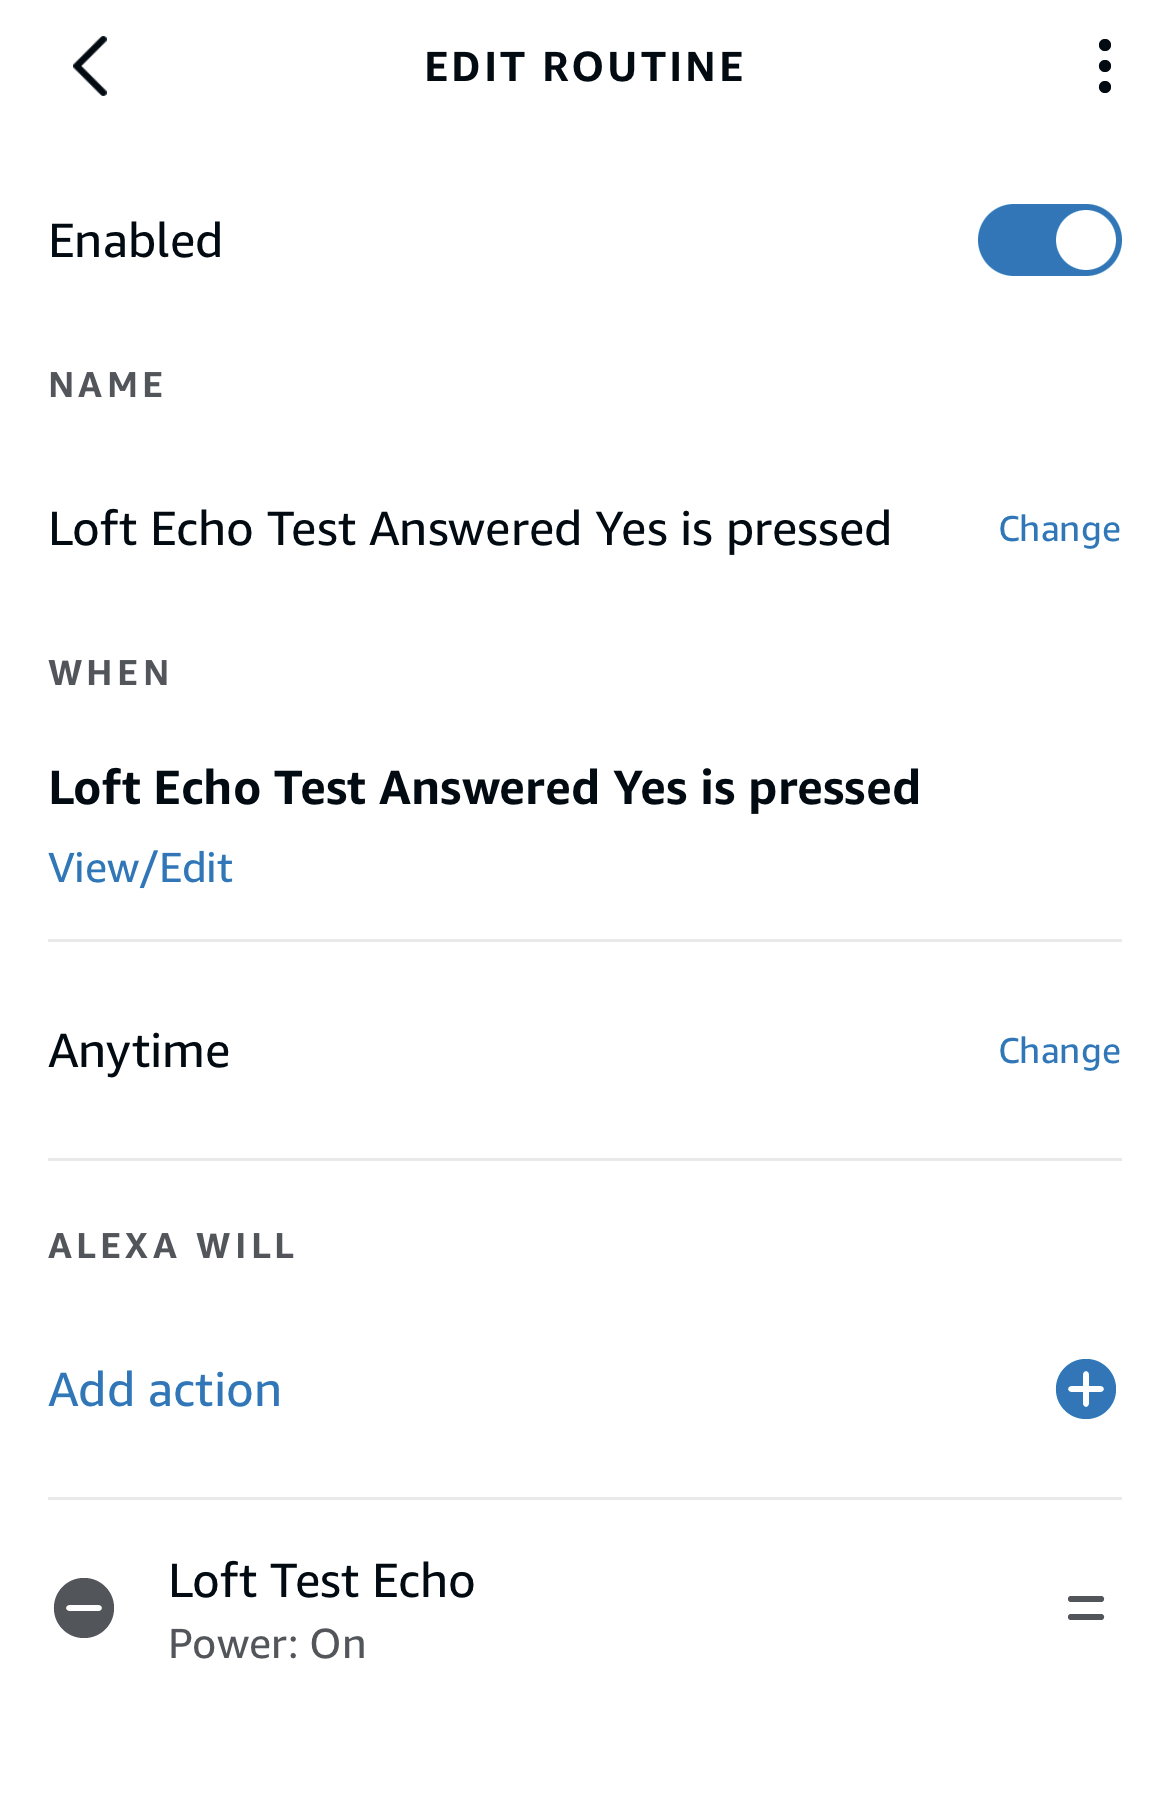 EDIT ROUTINE
Enabled
NAME
Loft Echo Test Answered Yes is pressed
Change
WHEN
Loft Echo Test Answered Yes is pressed
View/Edit
Anytime
Change
ALEXA WILL
Add action
Loft Test Echo
Power: On